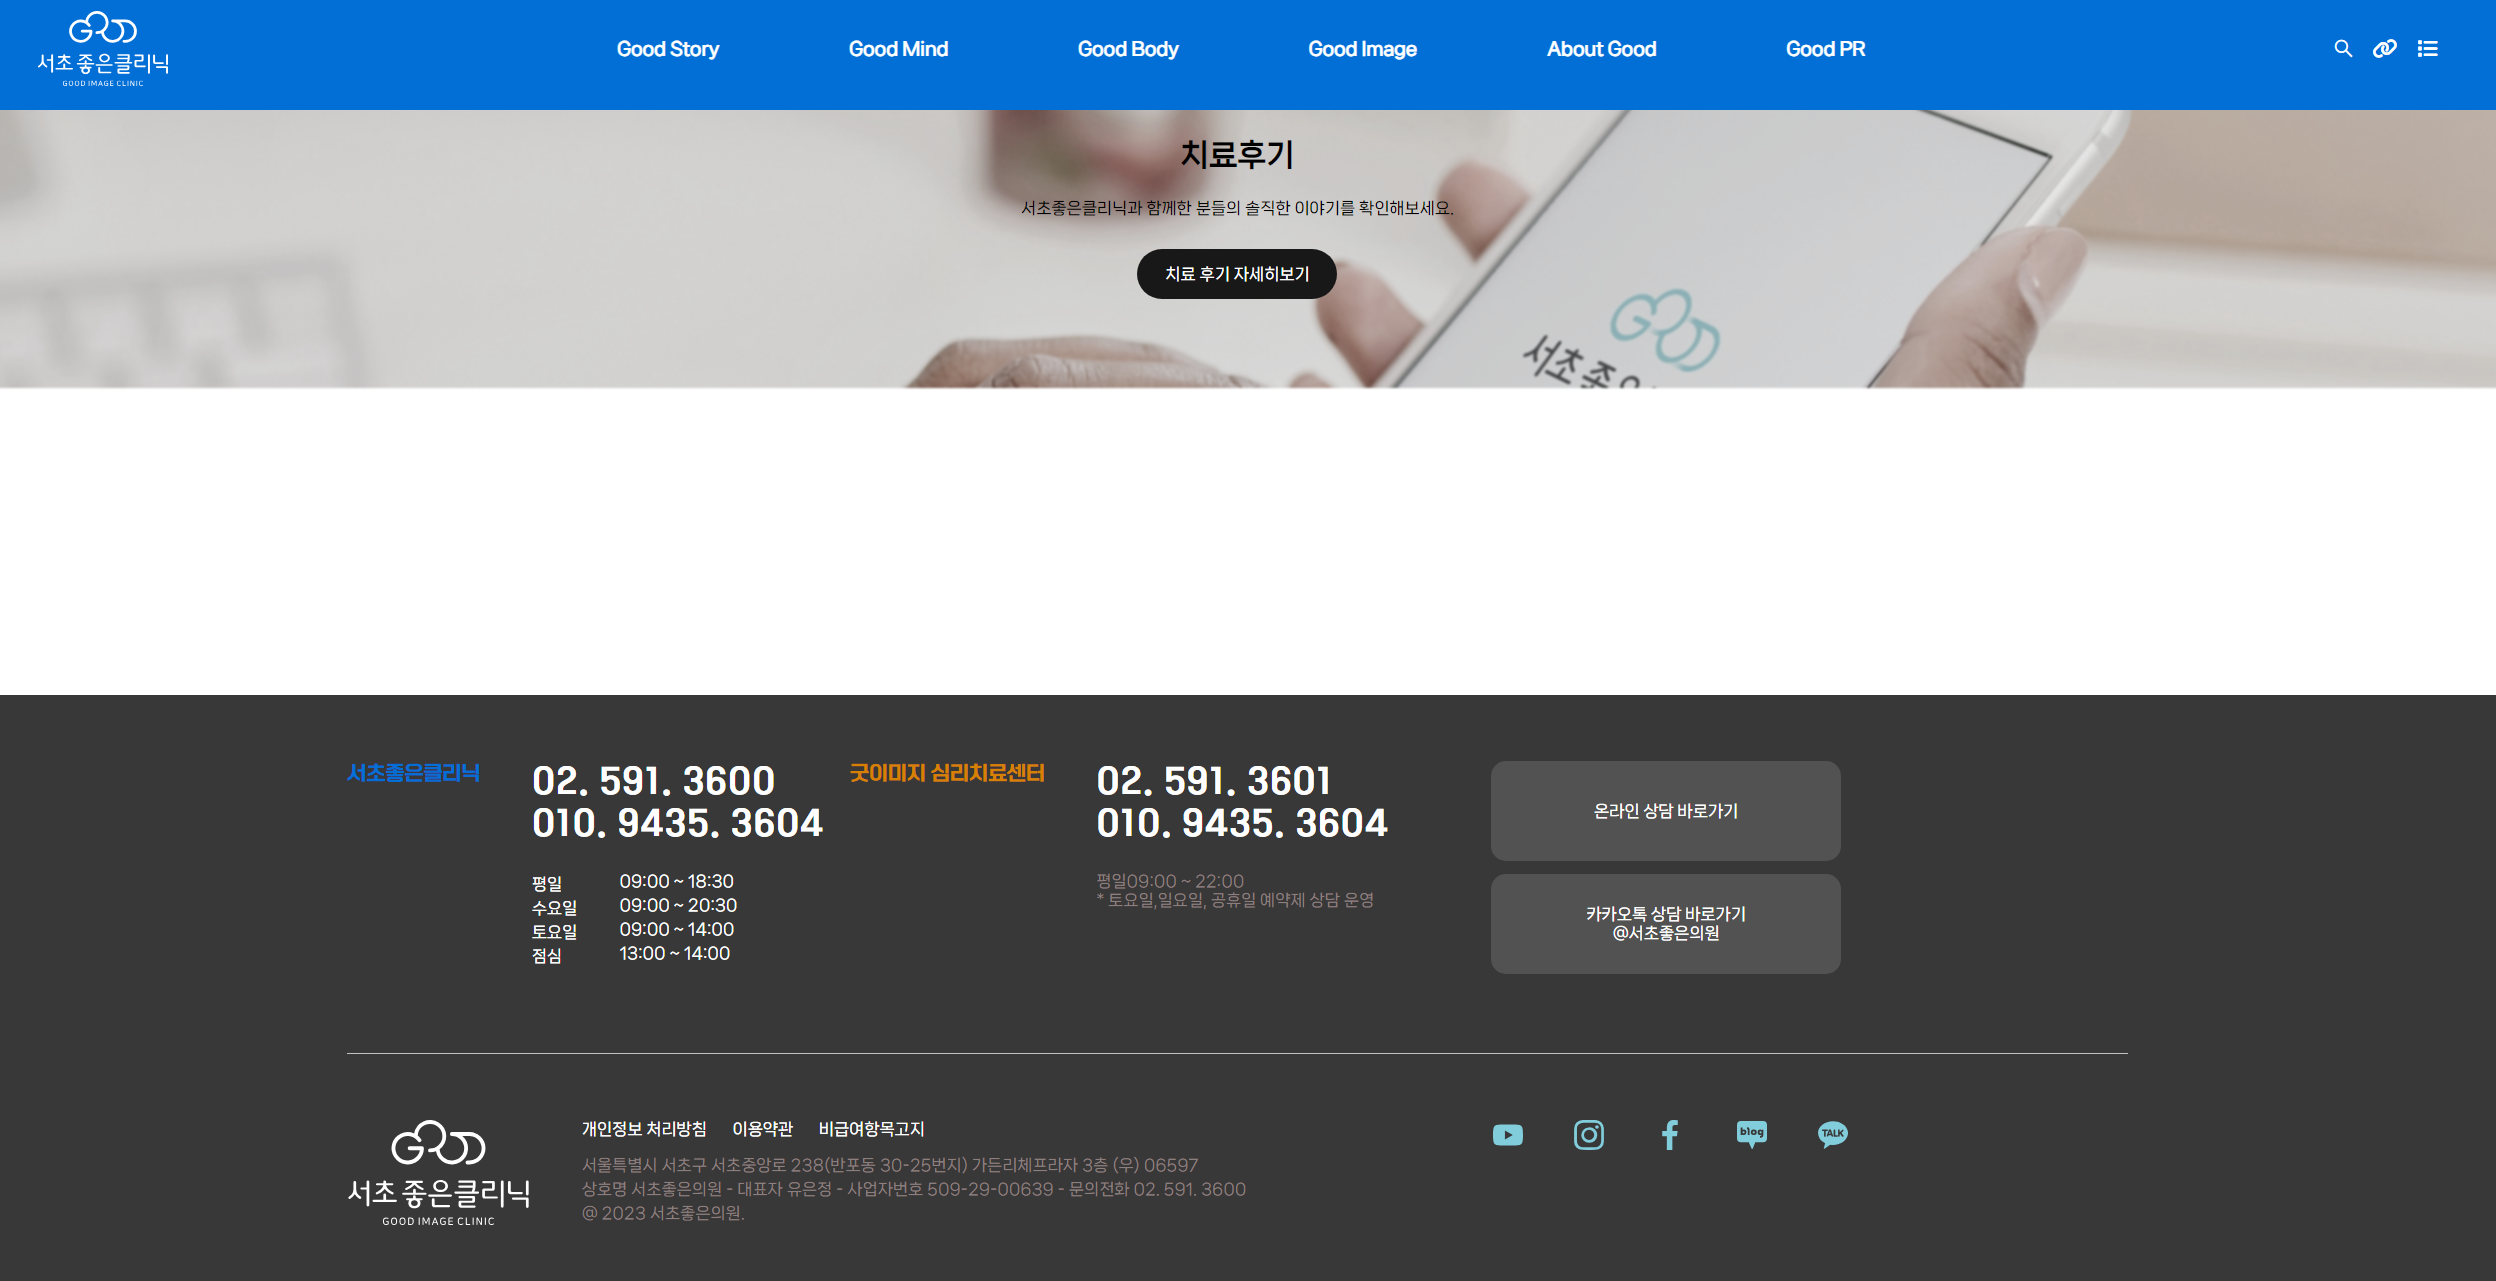 서초 좋은클리닉
GOOD IMAGE CLINIC
Good Story
Good Mind
Good Body
Good Image
About Good
Good PR
치료후기
서초좋은클리닉과 함께한 분들의 솔직한 이야기를 확인해보세요.
치료 후기 자세히보기
서초 좋은
서초좋은클리닉
02. 591. 3600
010. 9435. 3604
평일 09:00 ~ 18:30
수요일 09:00 ~ 20:30
토요일 09:00 ~ 14:00
점심 13:00 ~ 14:00
굿이미지 심리치료센터
02. 591. 3601
010. 9435. 3604
평일09:00 ~ 22:00
* 토요일,일요일, 공휴일 예약제 상담 운영
온라인 상담 바로가기
카카오톡 상담 바로가기
@서초좋은의원
서초 좋은클리닉
GOOD IMAGE CLINIC
개인정보 처리방침 이용약관 비급여항목고지
서울특별시 서초구 서초중앙로 238(반포동 30-25번지) 가든리체프라자 3층 (우) 06597
상호명 서초좋은의원 - 대표자 유은정 - 사업자번호 509-29-00639 - 문의전화 02. 591. 3600
@ 2023 서초좋은의원.
blog
TALK